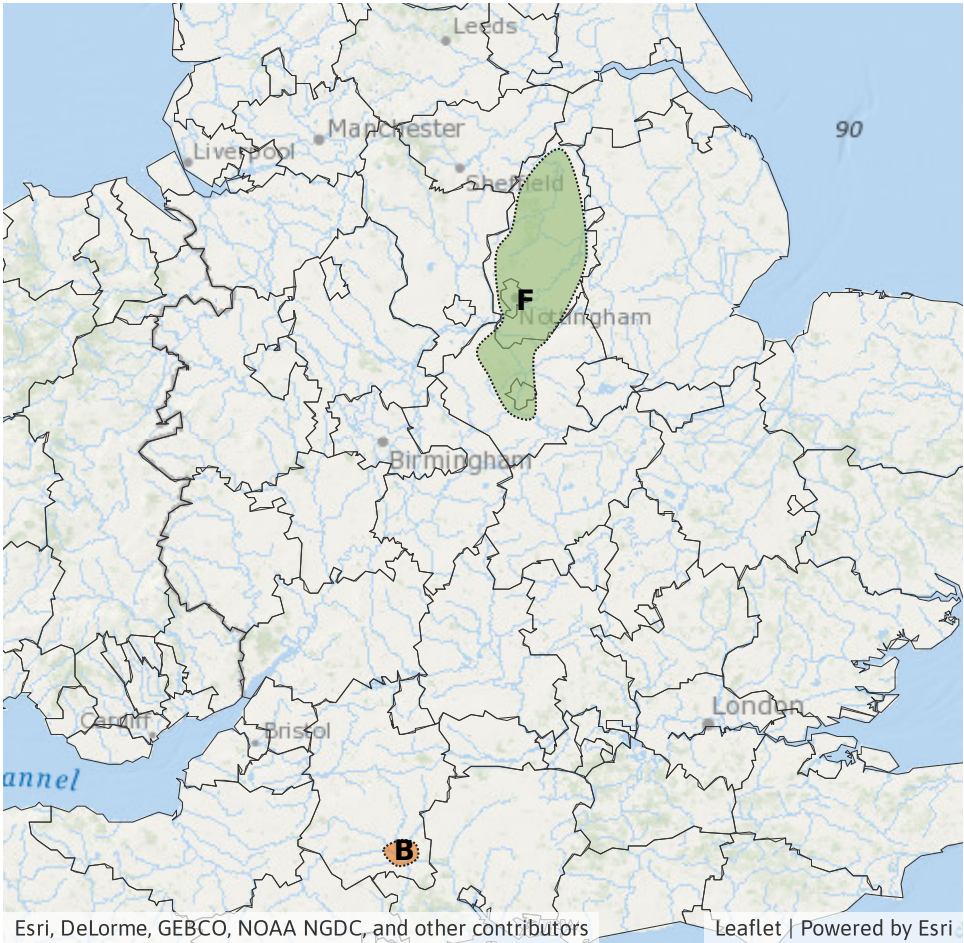 Leeds
90
Manchester
Liverpool
Sheffield
F
Nottingham
Birmingham
London
Cardiff
Bristol
annel
B
Esri, DeLorme, GEBCO, NOAA NGDC, and other contributors
Leaflet | Powered by Esri